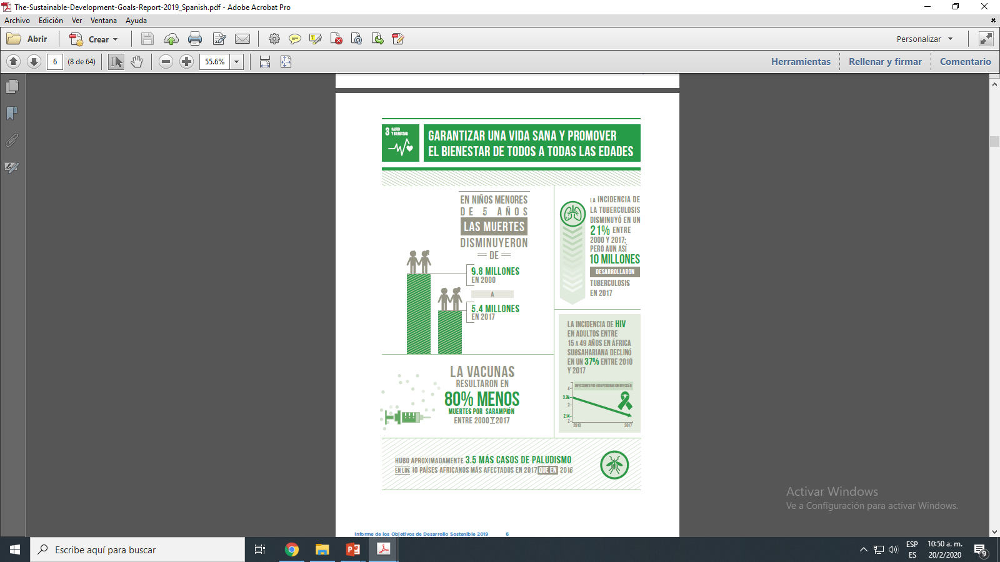 The-Sustainable-Development-Goals-Report-2019_Spanish.pdf - Adobe Acrobat Pro
Archivo Edición Ver Ventana Ayuda
Abrir Crear Personalizar
6 (8 de 64) 55.6% Herramientas Rellenar y firmar Comentario
3 SALUD
Y BIENESTAR
GARANTIZAR UNA VIDA SANA Y PROMOVER
EL BIENESTAR DE TODOS A TODAS LAS EDADES
EN NIÑOS MENORES
DE 5 AÑOS
LAS MUERTES
DISMINUYERON
DE
9.8 MILLONES
EN 2000
A
5.4 MILLONES
EN 2017
LA INCIDENCIA DE
LA TUBERCULOSIS
DISMINUYÓ EN UN
21% ENTRE
2000 Y 2017;
PERO AUN ASÍ
10 MILLONES
DESARROLLARON
TUBERCULOSIS
EN 2017
LA INCIDENCIA DE HIV
EN ADULTOS ENTRE
15 A 49 AÑOS EN ÁFRICA
SUBSAHARIANA DECLINÓ
EN UN 37% ENTRE 2010
Y 2017
4
3.39
3
2.14
2
2010 2017
LA VACUNAS
RESULTARON EN
80% MENOS
MUERTES POR SARAMPIÓN
ENTRE 2000 Y 2017
HUBO APROXIMADAMENTE 3.5 MÁS CASOS DE PALUDISMO
EN LOS 10 PAÍSES AFRICANOS MÁS AFECTADOS EN 2017 QUE EN 2016
Informe de los Objetivos de Desarrollo Sostenible 2019 6
Activar Windows
Ve a Configuración para activar Windows.
Escribe aquí para buscar
ESP
ES
10:50 a. m.
20/2/2020
9